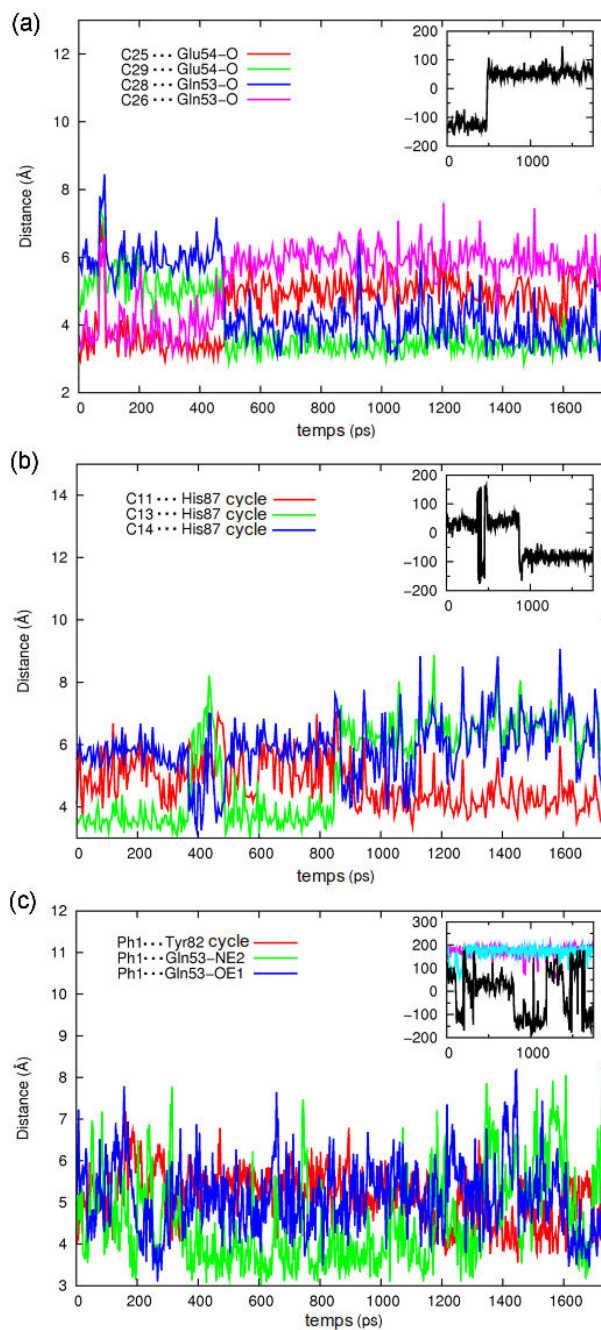 (a)
C25 ··· Glu54−O
C29 ··· Glu54−O
C28 ··· Gln53−O
C26 ··· Gln53−O
200
100
0
−100
−200
0 1000
Distance (Å)
12
10
8
6
4
2
0 200 400 600 800 1000 1200 1400 1600
temps (ps)
(b)
C11 ··· His87 cycle
C13 ··· His87 cycle
C14 ··· His87 cycle
200
100
0
−100
−200
0 1000
Distance (Å)
14
12
10
8
6
4
0 200 400 600 800 1000 1200 1400 1600
temps (ps)
(c)
Ph1 ··· Tyr82 cycle
Ph1 ··· Gln53−NE2
Ph1 ··· Gln53−OE1
300
200
100
0
−100
−200
0 1000
Distance (Å)
12
11
10
9
8
7
6
5
4
3
0 200 400 600 800 1000 1200 1400 1600
temps (ps)